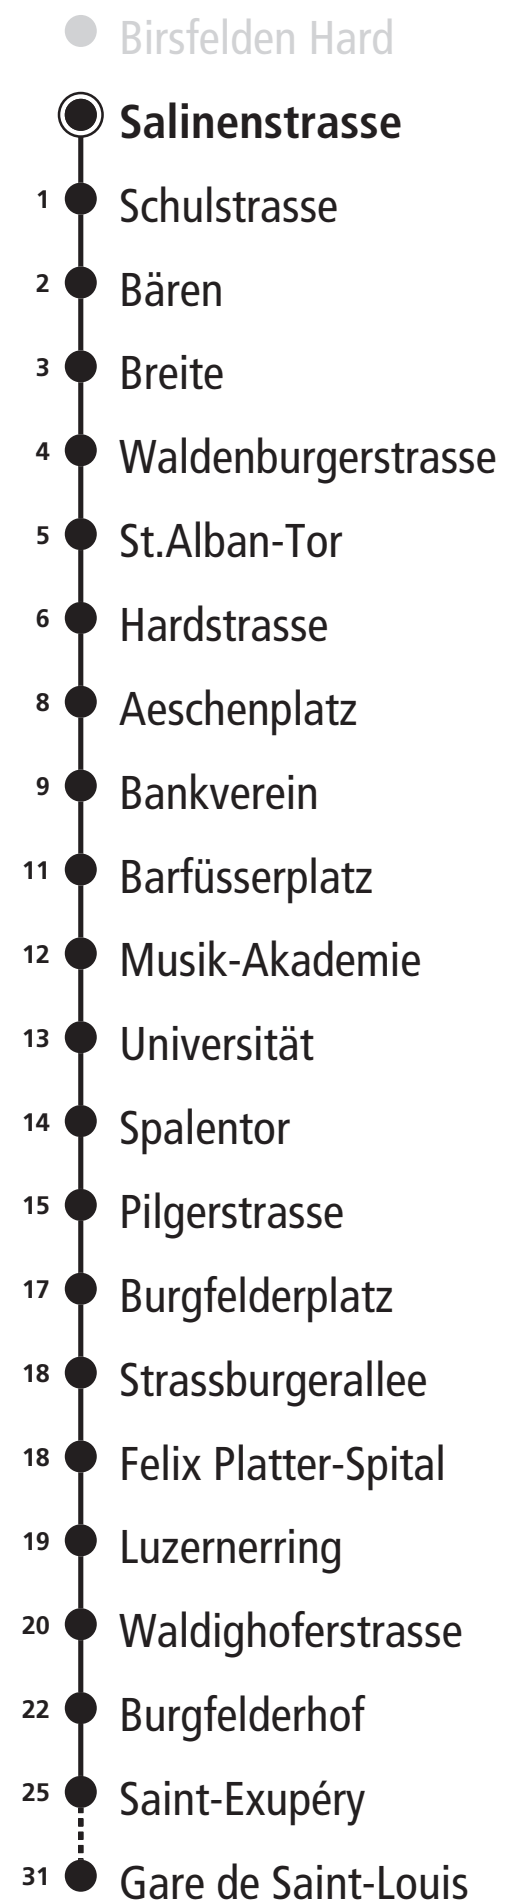 Birsfelden Hard
Salinenstrasse
1 Schulstrasse
2 Bären
3 Breite
4 Waldenburgerstrasse
5 St.Alban-Tor
6 Hardstrasse
8 Aeschenplatz
9 Bankverein
11 Barfüsserplatz
12 Musik-Akademie
13 Universität
14 Spalentor
15 Pilgerstrasse
17 Burgfelderplatz
18 Strassburgerallee
18 Felix Platter-Spital
19 Luzernerring
20 Waldighoferstrasse
22 Burgfelderhof
25 Saint-Exupéry
31 Gare de Saint-Louis